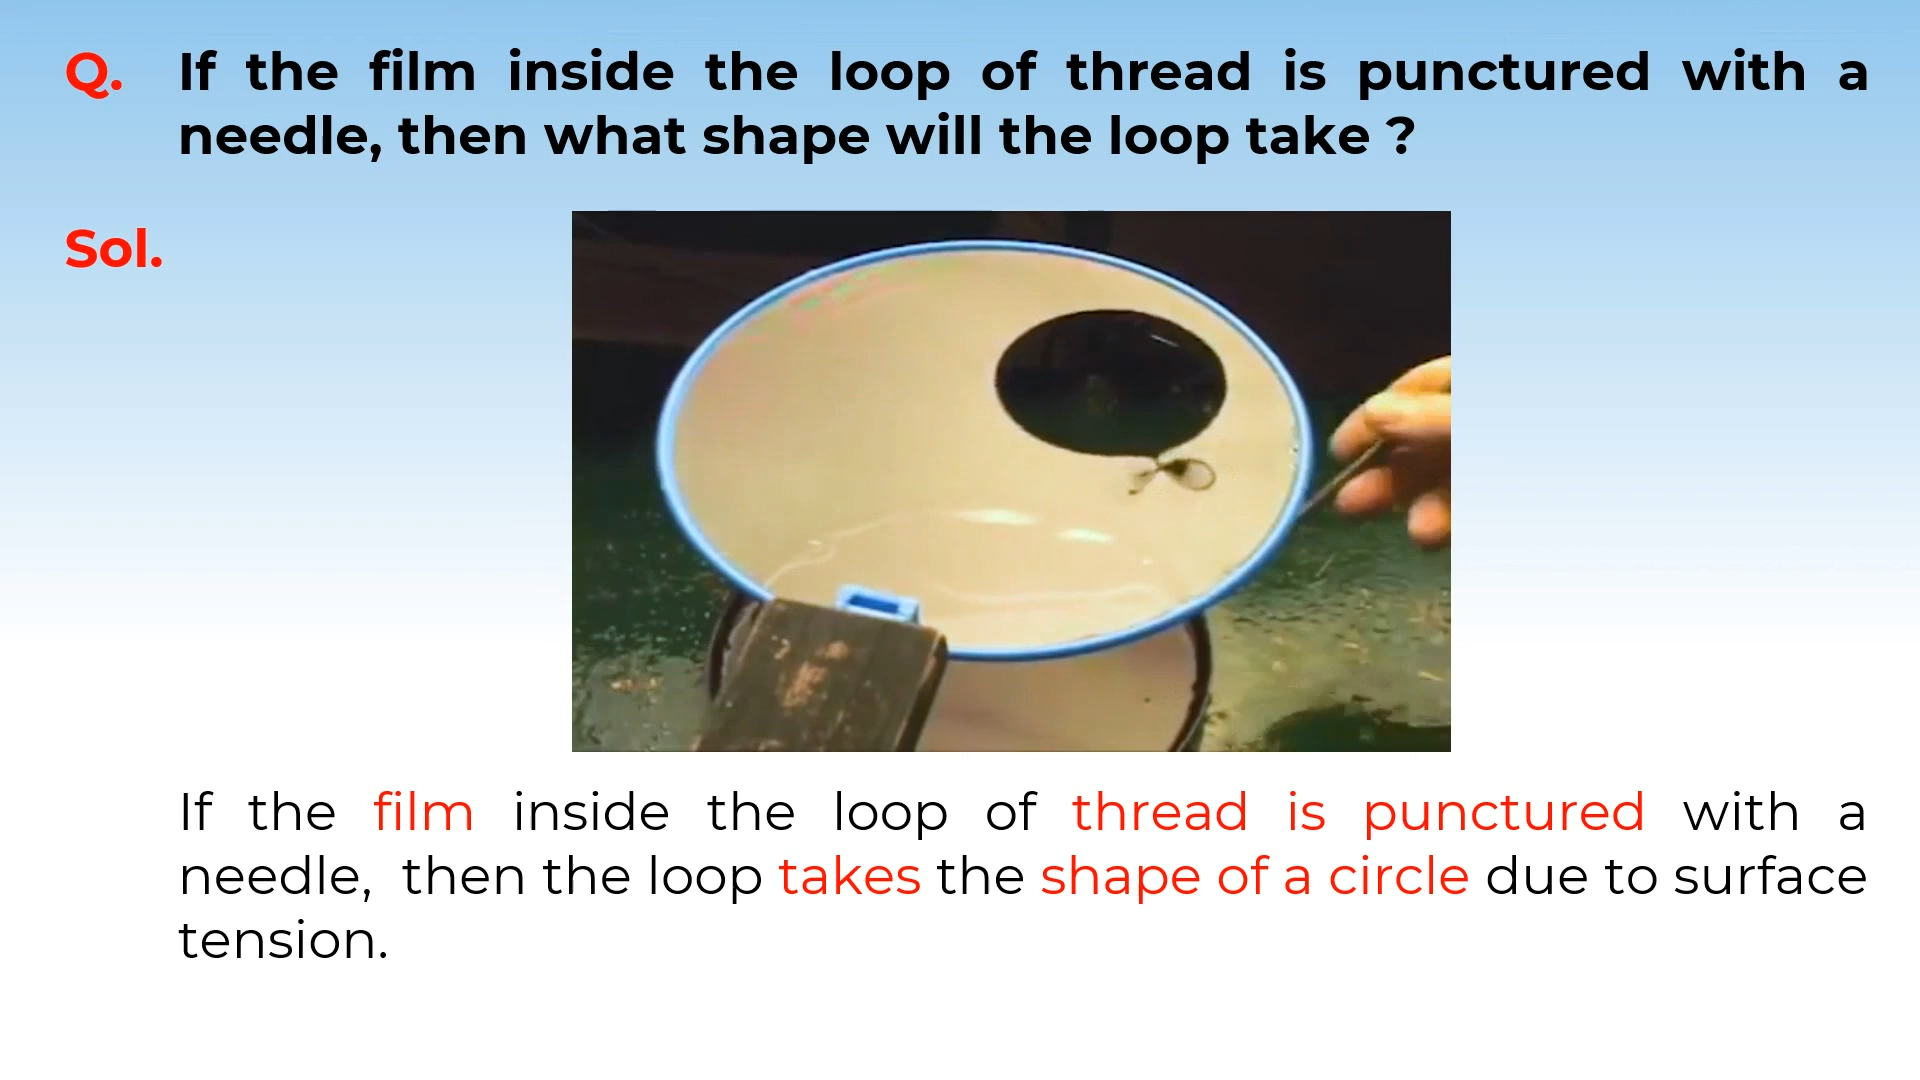 Q. If the film inside the loop of thread is punctured with a
needle, then what shape will the loop take ?
Sol.
If the film inside the loop of thread is punctured with a
needle, then the loop takes the shape of a circle due to surface
tension.